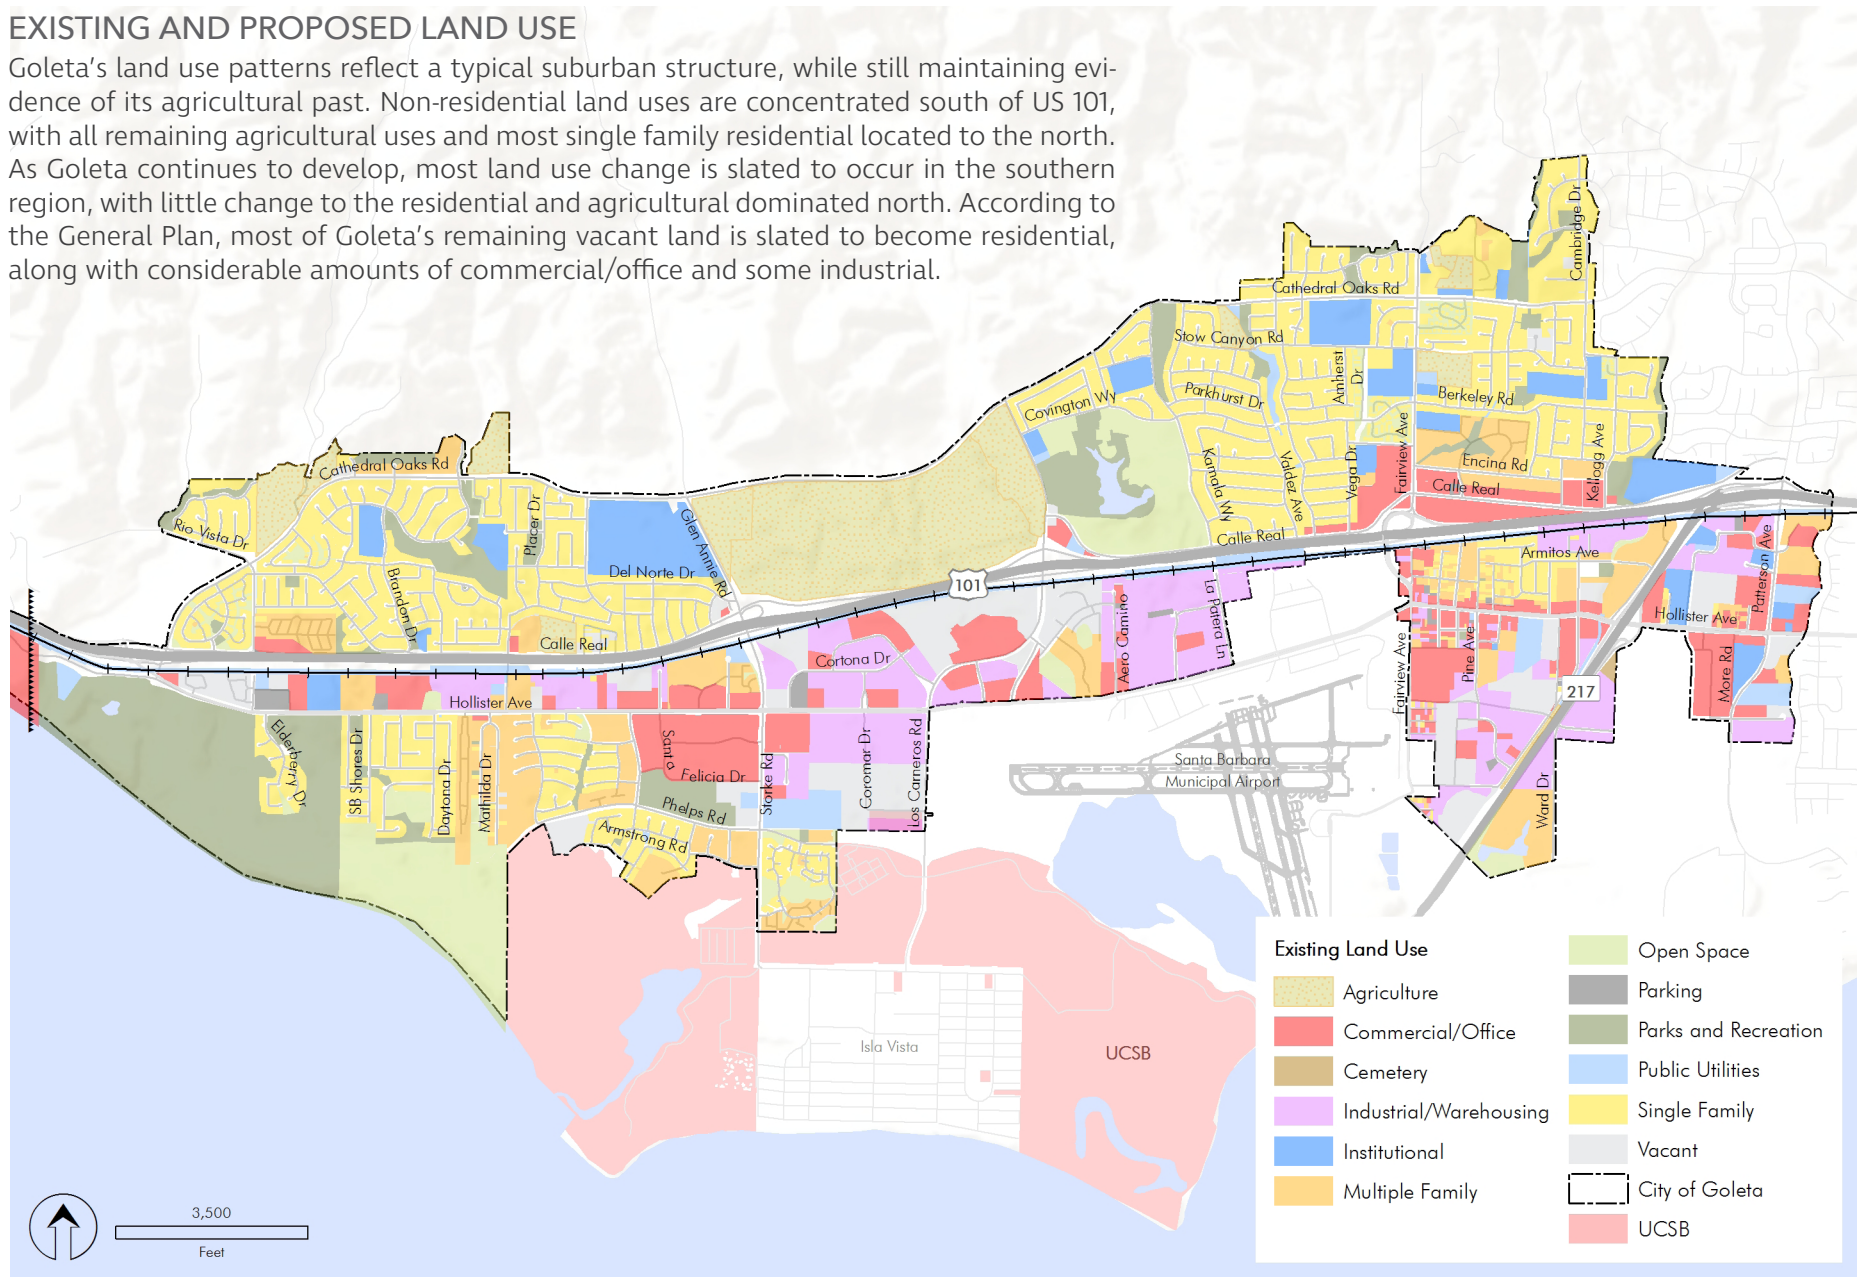 EXISTING AND PROPOSED LAND USE
Goleta's land use patterns reflect a typical suburban structure, while still maintaining evi-
dence of its agricultural past. Non-residential land uses are concentrated south of US 101,
with all remaining agricultural uses and most single family residential located to the north.
As Goleta continues to develop, most land use change is slated to occur in the southern
region, with little change to the residential and agricultural dominated north. According to
the General Plan, most of Goleta's remaining vacant land is slated to become residential,
along with considerable amounts of commercial/office and some industrial.
Cambridge Dr
Cathedral Oaks Rd
Stow Canyon Rd
Amherst
Dr
Parkhurst Dr
Berkeley Rd
Covington Wy
Fairview Ave
Kellogg Ave
Encina Rd
Vega Dr
Valdez Ave
Kamala Wy
Calle Real
Calle Real
Cathedral Oaks Rd
Rio Vista Dr
Placer Dr
Glen Annie Rd
Brandon Dr
Del Norte Dr
Calle Real
101
Armitos Ave
Patterson Ave
Hollister Ave
La Patera Ln
Aero Camino
Cortona Dr
Fairview Ave
Pine Ave
More Rd
217
Hollister Ave
Elderberry Dr
SB Shores Dr
Daytona Dr
Mathilda Dr
Santa
Felicia Dr
Storke Rd
Coromar Dr
Los Carneros Rd
Phelps Rd
Armstrong Rd
Ward Dr
Santa Barbara
Municipal Airport
Isla Vista
UCSB
Existing Land Use
Agriculture
Commercial/Office
Cemetery
Industrial/Warehousing
Institutional
Multiple Family
Open Space
Parking
Parks and Recreation
Public Utilities
Single Family
Vacant
City of Goleta
UCSB
3,500
Feet